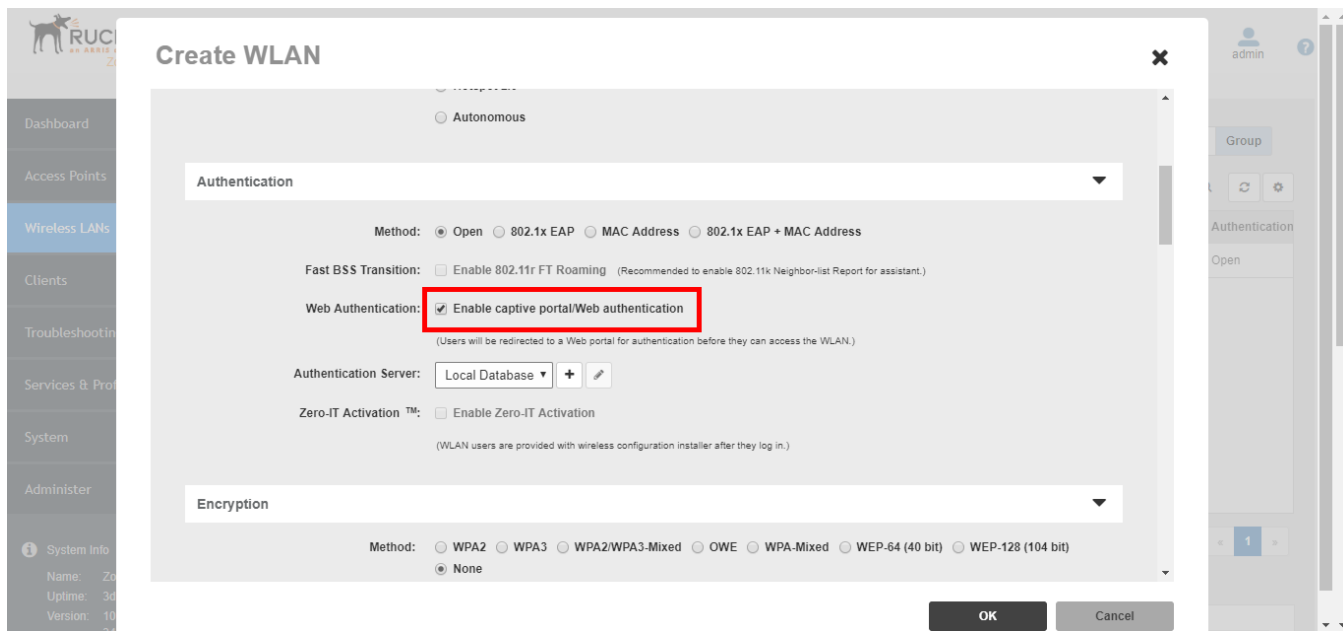 RUC
admin
Create WLAN
Dashboard
Autonomous
Group
Access Points
Authentication
Wireless LANs
Method: Open 802.1x EAP MAC Address 802.1x EAP + MAC Address
Authentication
Fast BSS Transition: Enable 802.11r FT Roaming (Recommended to enable 802.11k Neighbor-list Report for assistant.)
Open
Clients
Web Authentication: Enable captive portal/Web authentication
Troubleshootin
(Users will be redirected to a Web portal for authentication before they can access the WLAN.)
Authentication Server: Local Database
Services & Prof
Zero-IT Activation ™: Enable Zero-IT Activation
System
(WLAN users are provided with wireless configuration installer after they log in.)
Administer
Encryption
System Info
Method: WPA2 WPA3 WPA2/WPA3-Mixed OWE WPA-Mixed WEP-64 (40 bit) WEP-128 (104 bit)
« 1 »
None
Name: Zo
Uptime: 3d
Version: 10
OK Cancel